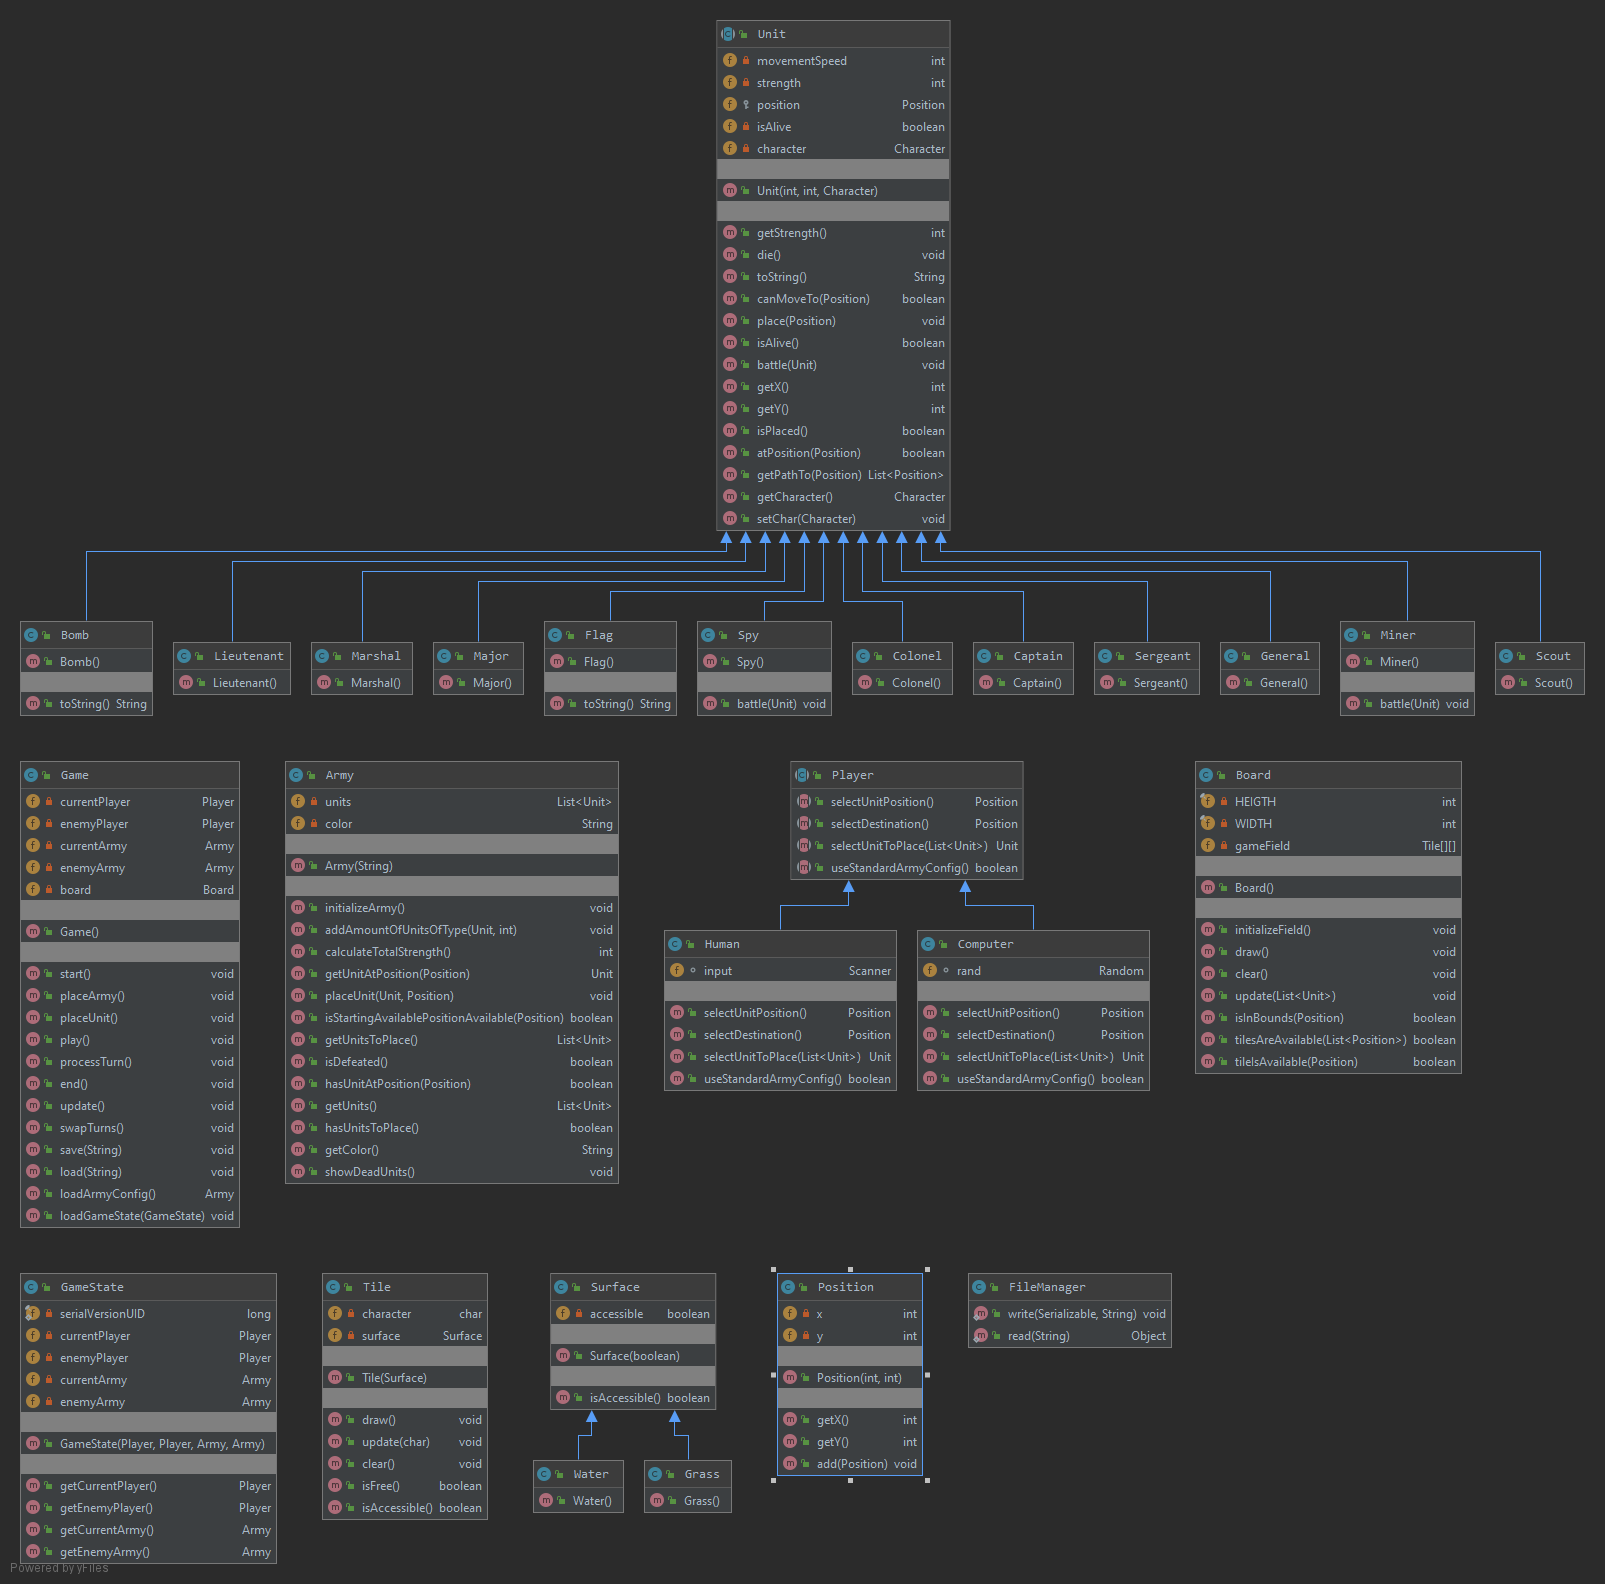 Unit
movementSpeed int
strength int
position Position
isAlive boolean
character Character
Unit(int, int, Character)
getStrength() int
die() void
toString() String
canMoveTo(Position) boolean
place(Position) void
isAlive() boolean
battle(Unit) void
getX() int
getY() int
isPlaced() boolean
atPosition(Position) boolean
getPathTo(Position) List<Position>
getCharacter() Character
setChar(Character) void
Bomb
Bomb()
toString() String
Lieutenant
Lieutenant()
Marshal
Marshal()
Major
Major()
Flag
Flag()
toString() String
Spy
Spy()
battle(Unit) void
Colonel
Colonel()
Captain
Captain()
Sergeant
Sergeant()
General
General()
Miner
Miner()
battle(Unit) void
Scout
Scout()
Game
currentPlayer Player
enemyPlayer Player
currentArmy Army
enemyArmy Army
board Board
Game()
start() void
placeArmy() void
placeUnit() void
play() void
processTurn() void
end() void
update() void
swapTurns() void
save(String) void
load(String) void
loadArmyConfig() Army
loadGameState(GameState) void
Army
units List<Unit>
color String
Army(String)
initializeArmy() void
addAmountOfUnitsOfType(Unit, int) void
calculateTotalStrength() int
getUnitAtPosition(Position) Unit
placeUnit(Unit, Position) void
isStartingAvailablePositionAvailable(Position) boolean
getUnitsToPlace() List<Unit>
isDefeated() boolean
hasUnitAtPosition(Position) boolean
getUnits() List<Unit>
hasUnitsToPlace() boolean
getColor() String
showDeadUnits() void
Player
selectUnitPosition() Position
selectDestination() Position
selectUnitToPlace(List<Unit>) Unit
useStandardArmyConfig() boolean
Human
input Scanner
selectUnitPosition() Position
selectDestination() Position
selectUnitToPlace(List<Unit>) Unit
useStandardArmyConfig() boolean
Computer
rand Random
selectUnitPosition() Position
selectDestination() Position
selectUnitToPlace(List<Unit>) Unit
useStandardArmyConfig() boolean
Board
HEIGTH int
WIDTH int
gameField Tile[][]
Board()
initializeField() void
draw() void
clear() void
update(List<Unit>) void
isInBounds(Position) boolean
tilesAreAvailable(List<Position>) boolean
tileIsAvailable(Position) boolean
GameState
serialVersionUID long
currentPlayer Player
enemyPlayer Player
currentArmy Army
enemyArmy Army
GameState(Player, Player, Army, Army)
getCurrentPlayer() Player
getEnemyPlayer() Player
getCurrentArmy() Army
getEnemyArmy() Army
Tile
character char
surface Surface
Tile(Surface)
draw() void
update(char) void
clear() void
isFree() boolean
isAccessible() boolean
Surface
accessible boolean
Surface(boolean)
isAccessible() boolean
Water
Water()
Grass
Grass()
Position
x int
y int
Position(int, int)
getX() int
getY() int
add(Position) void
FileManager
write(Serializable, String) void
read(String) Object
Powered by yFiles